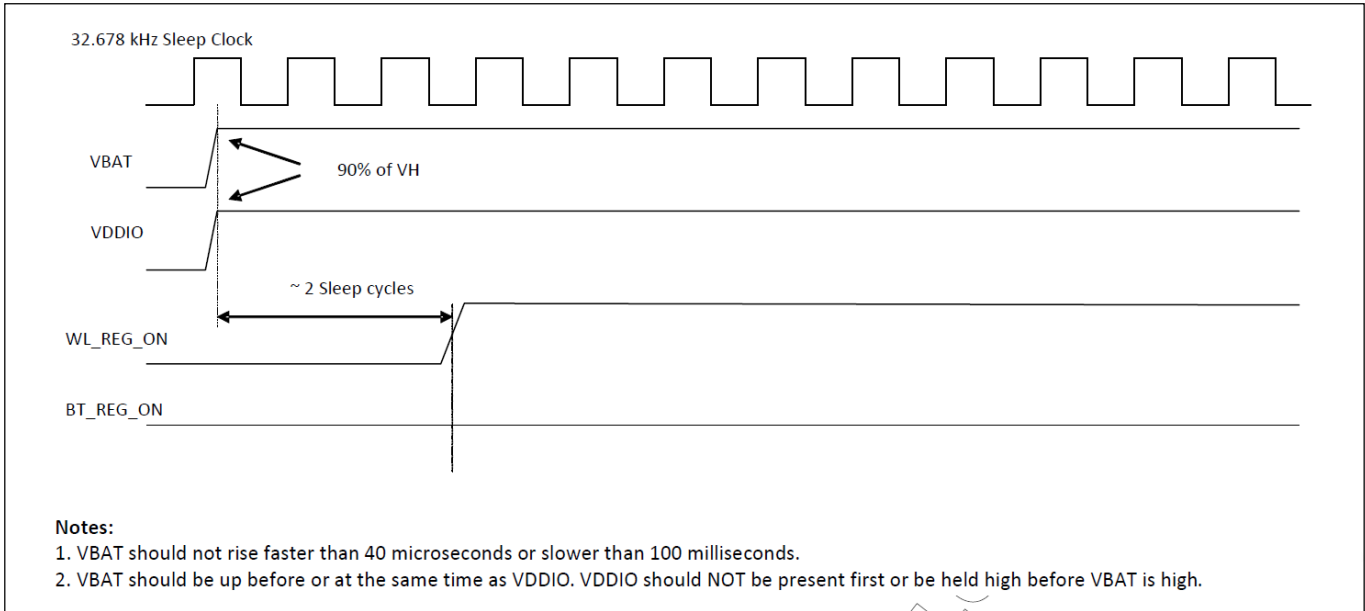 32.678 kHz Sleep Clock
VBAT
90% of VH
VDDIO
~ 2 Sleep cycles
WL_REG_ON
BT_REG_ON
Notes:
1. VBAT should not rise faster than 40 microseconds or slower than 100 milliseconds.
2. VBAT should be up before or at the same time as VDDIO. VDDIO should NOT be present first or be held high before VBAT is high.